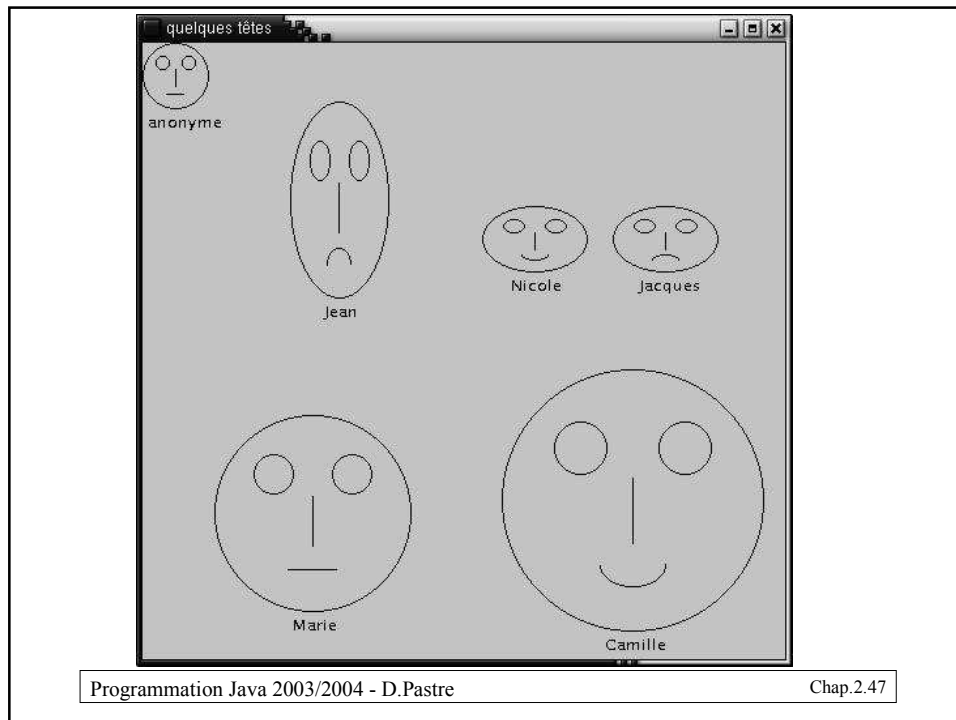 quelques têtes
anonyme
Jean
Nicole
Jacques
Marie
Camille
Programmation Java 2003/2004 - D.Pastre
Chap.2.47